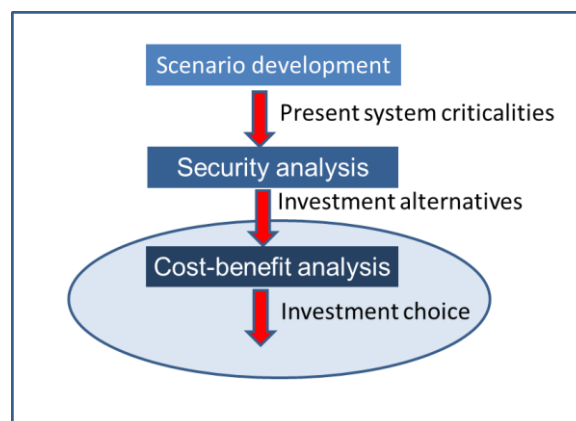 Scenario development
Present system criticalities
Security analysis
Investment alternatives
Cost-benefit analysis
Investment choice